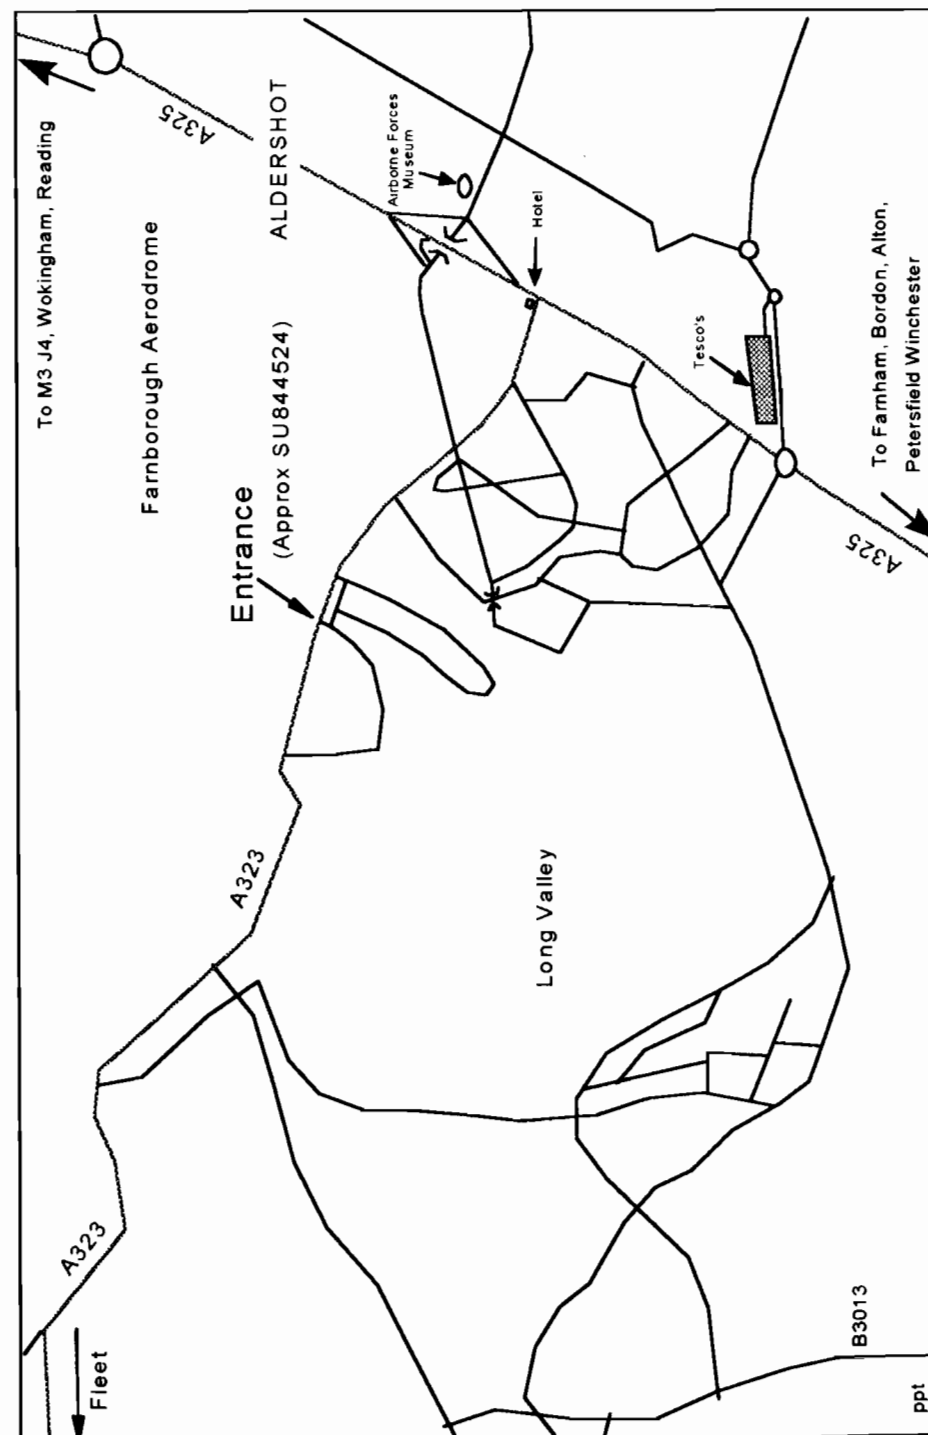 To M3 J4, Wokingham, Reading
A325
Farnborough Aerodrome
ALDERSHOT
Airborne Forces
Museum
Hotel
Entrance
(Approx SU844524)
Tesco's
To Farnham, Bordon, Alton,
Petersfield Winchester
A325
A323
Long Valley
A323
Fleet
B3013
ppt